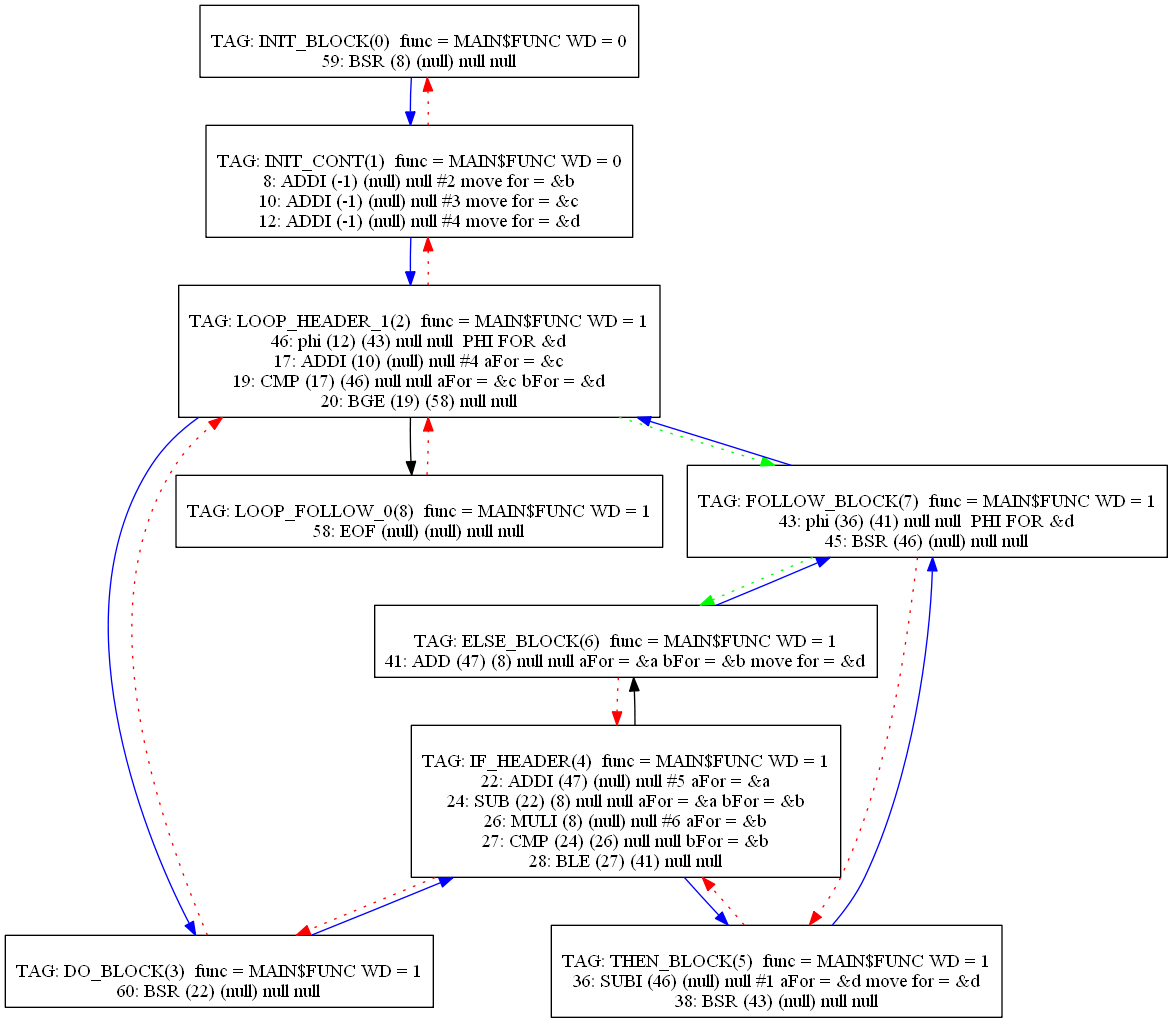 TAG: INIT_BLOCK(0)  func = MAIN$FUNC WD = 0
59: BSR (8) (null) null null
TAG: INIT_CONT(1)  func = MAIN$FUNC WD = 0
8: ADDI (-1) (null) null #2 move for = &b
10: ADDI (-1) (null) null #3 move for = &c
12: ADDI (-1) (null) null #4 move for = &d
TAG: LOOP_HEADER_1(2)  func = MAIN$FUNC WD = 1
46: phi (12) (43) null null  PHI FOR &d
17: ADDI (10) (null) null #4 aFor = &c
19: CMP (17) (46) null null aFor = &c bFor = &d
20: BGE (19) (58) null null
TAG: LOOP_FOLLOW_0(8)  func = MAIN$FUNC WD = 1
58: EOF (null) (null) null null
TAG: FOLLOW_BLOCK(7)  func = MAIN$FUNC WD = 1
43: phi (36) (41) null null  PHI FOR &d
45: BSR (46) (null) null null
TAG: ELSE_BLOCK(6)  func = MAIN$FUNC WD = 1
41: ADD (47) (8) null null aFor = &a bFor = &b move for = &d
TAG: IF_HEADER(4)  func = MAIN$FUNC WD = 1
22: ADDI (47) (null) null #5 aFor = &a
24: SUB (22) (8) null null aFor = &a bFor = &b
26: MULI (8) (null) null #6 aFor = &b
27: CMP (24) (26) null null bFor = &b
28: BLE (27) (41) null null
TAG: DO_BLOCK(3)  func = MAIN$FUNC WD = 1
60: BSR (22) (null) null null
TAG: THEN_BLOCK(5)  func = MAIN$FUNC WD = 1
36: SUBI (46) (null) null #1 aFor = &d move for = &d
38: BSR (43) (null) null null